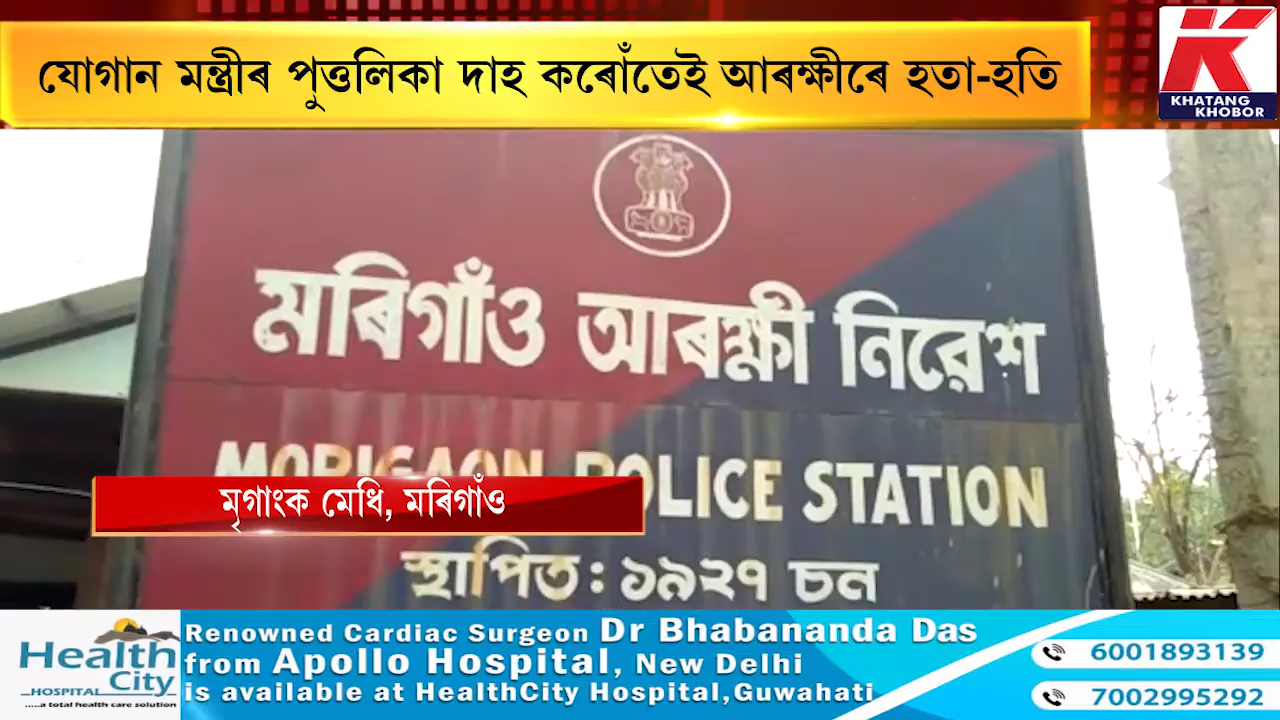 যোগান মন্ত্ৰীৰ পুত্তলিকা দাহ কৰোঁতেই আৰক্ষীৰে হতা-হতি
K
KHATANG
KHOBOR
মৰিগাঁও আৰক্ষী নিৱেশ
MORIGAON POLICE STATION
মৃগাংক মেধি, মৰিগাঁও
স্থাপিত : ১৯২৭ চন
Health
City
HOSPITAL
.....a total health care solution
Renowned Cardiac Surgeon Dr Bhabananda Das
from Apollo Hospital, New Delhi
is available at HealthCity Hospital,Guwahati
6001893139
7002995292